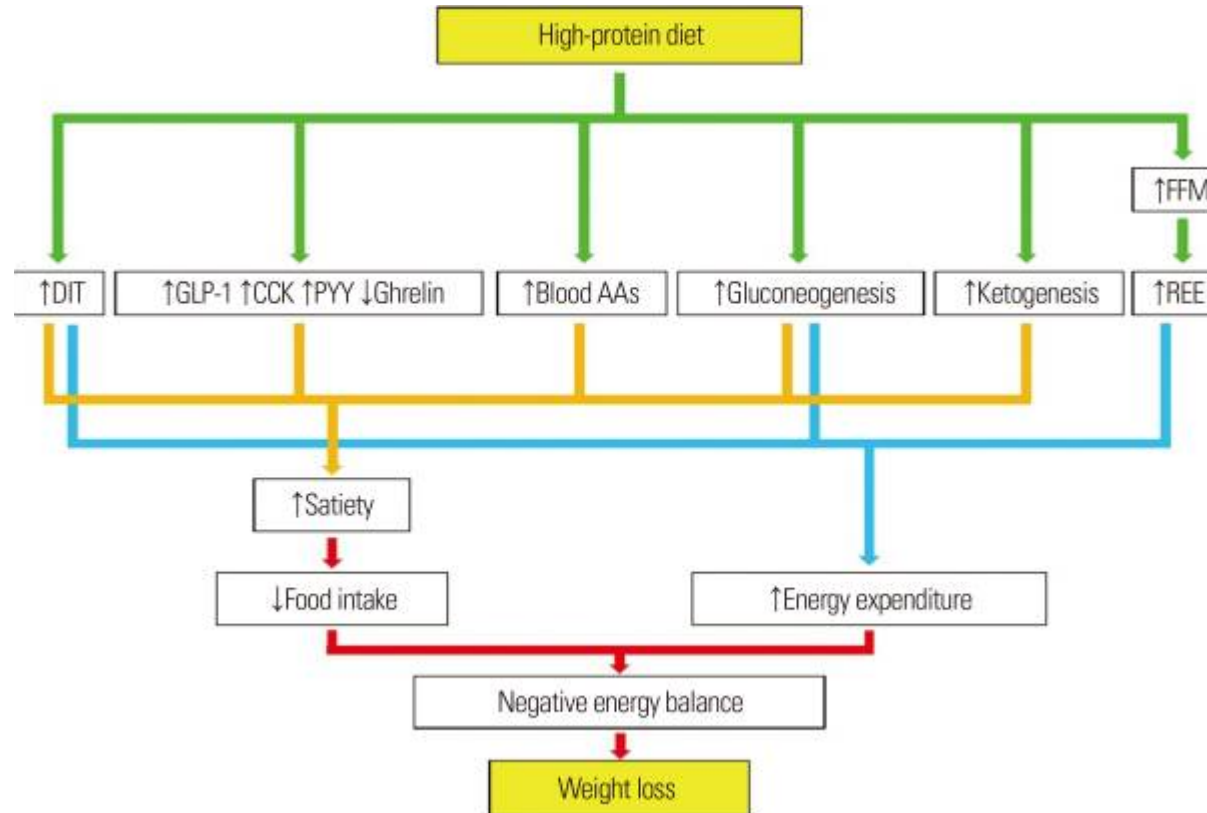 High-protein diet
↑FFM
↑DIT
↑GLP-1 ↑CCK ↑PYY ↓Ghrelin
↑Blood AAs
↑Gluconeogenesis
↑Ketogenesis
↑REE
↑Satiety
↓Food intake
↑Energy expenditure
Negative energy balance
Weight loss